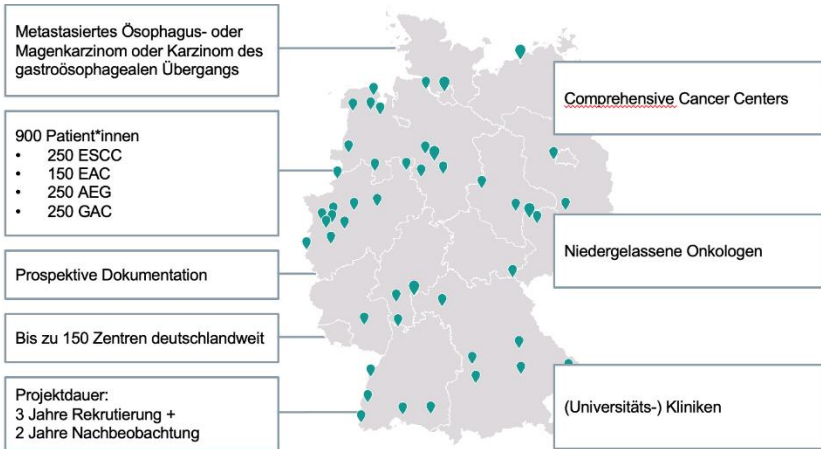 Metastasiertes Ösophagus- oder
Magenkarzinom oder Karzinom des
gastroösophagealen Übergangs
900 Patient*innen
• 250 ESCC
• 150 EAC
• 250 AEG
• 250 GAC
Prospektive Dokumentation
Bis zu 150 Zentren deutschlandweit
Projektdauer:
3 Jahre Rekrutierung +
2 Jahre Nachbeobachtung
Comprehensive Cancer Centers
Niedergelassene Onkologen
(Universitäts-) Kliniken